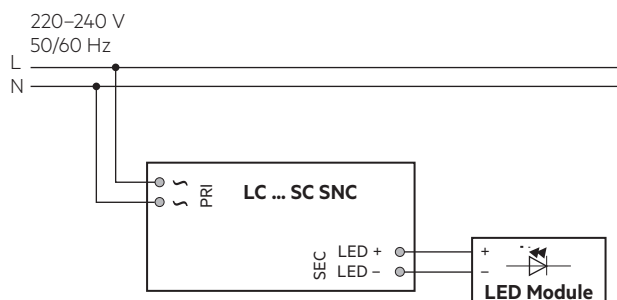 220–240 V
50/60 Hz
L
N
~ PRI
~
LC ... SC SNC
SEC
LED +
LED –
+
–
LED Module